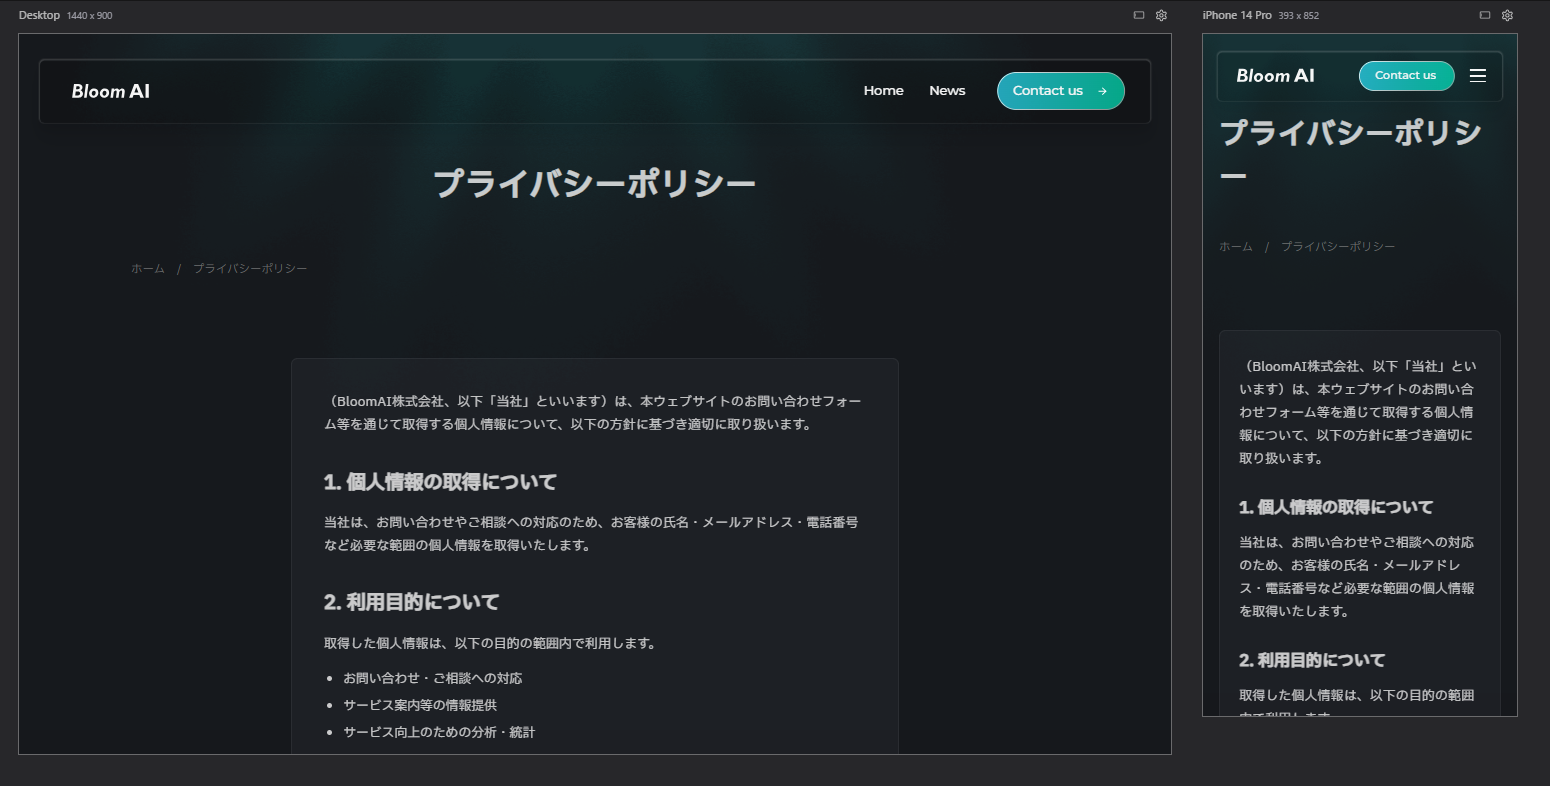 Desktop 1440 x 900
Bloom AI
Home
News
Contact us →
プライバシーポリシー
ホーム / プライバシーポリシー
（BloomAI株式会社、以下「当社」といいます）は、本ウェブサイトのお問い合わせフォー
ム等を通じて取得する個人情報について、以下の方針に基づき適切に取り扱います。
1. 個人情報の取得について
当社は、お問い合わせやご相談への対応のため、お客様の氏名・メールアドレス・電話番号
など必要な範囲の個人情報を取得いたします。
2. 利用目的について
取得した個人情報は、以下の目的の範囲内で利用します。
• お問い合わせ・ご相談への対応
• サービス案内等の情報提供
• サービス向上のための分析・統計
iPhone 14 Pro 393 x 852
Bloom AI
Contact us
プライバシーポリシ
ー
ホーム / プライバシーポリシー
（BloomAI株式会社、以下「当社」とい
います）は、本ウェブサイトのお問い合
わせフォーム等を通じて取得する個人情
報について、以下の方針に基づき適切に
取り扱います。
1. 個人情報の取得について
当社は、お問い合わせやご相談への対応
のため、お客様の氏名・メールアドレ
ス・電話番号など必要な範囲の個人情報
を取得いたします。
2. 利用目的について
取得した個人情報は、以下の目的の範囲